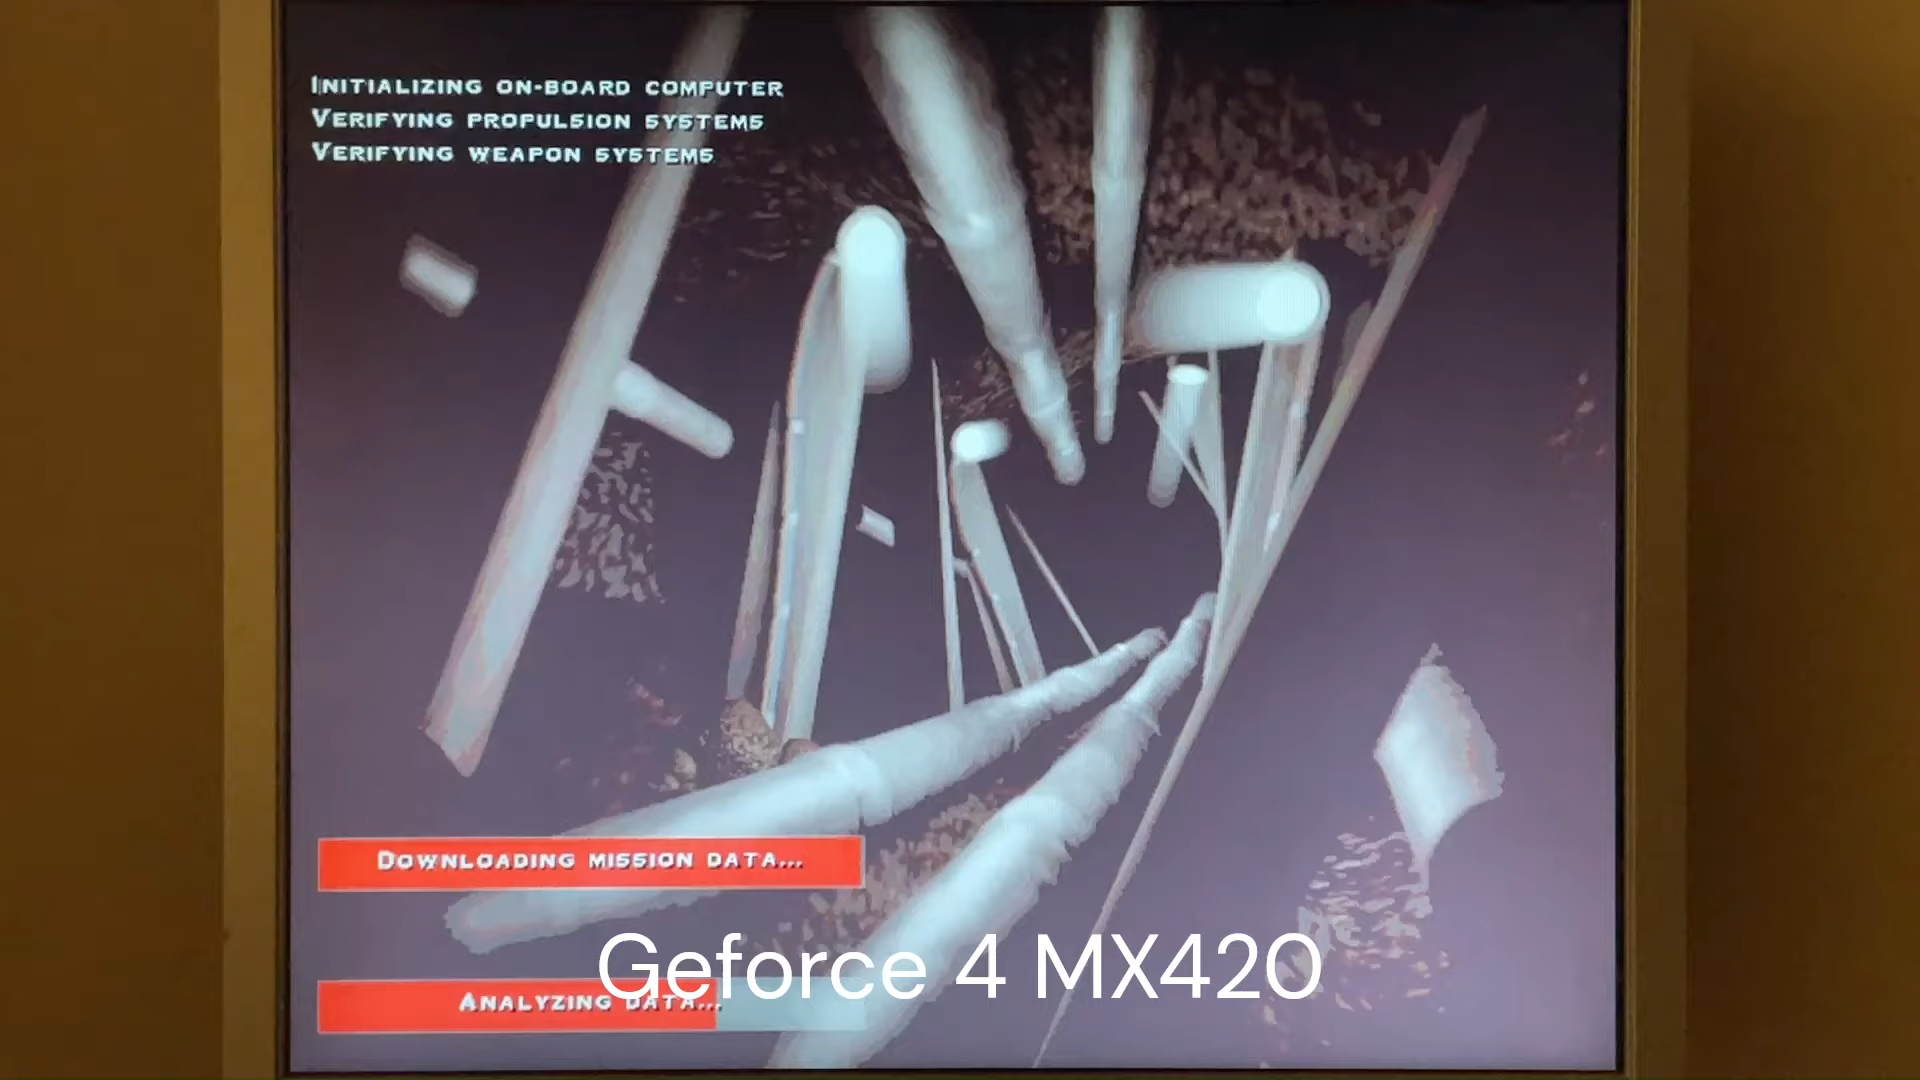 Initializing on-board computer
Verifying propulsion systems
Verifying weapon systems
Downloading mission data...
Analyzing data...
Geforce 4 MX420